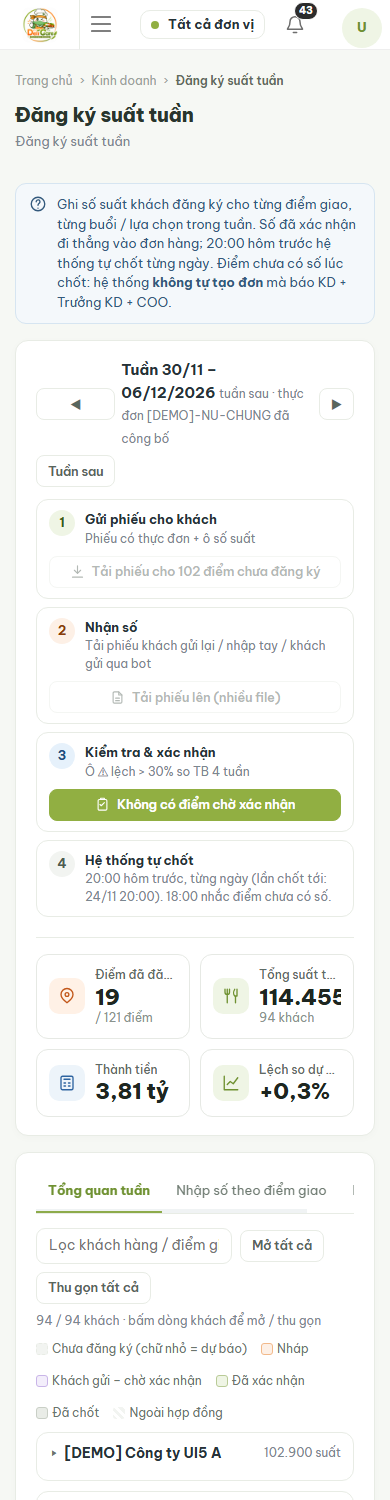 Tất cả đơn vị
43
U
Trang chủ › Kinh doanh › Đăng ký suất tuần
Đăng ký suất tuần
Đăng ký suất tuần
Ghi số suất khách đăng ký cho từng điểm giao,
từng buổi / lựa chọn trong tuần. Số đã xác nhận
đi thẳng vào đơn hàng; 20:00 hôm trước hệ
thống tự chốt từng ngày. Điểm chưa có số lúc
chốt: hệ thống không tự tạo đơn mà báo KD +
Trưởng KD + COO.
◀
Tuần 30/11 –
06/12/2026 tuần sau · thực
đơn [DEMO]-NU-CHUNG đã
công bố
▶
Tuần sau
1
Gửi phiếu cho khách
Phiếu có thực đơn + ô số suất
Tải phiếu cho 102 điểm chưa đăng ký
2
Nhận số
Tải phiếu khách gửi lại / nhập tay / khách
gửi qua bot
Tải phiếu lên (nhiều file)
3
Kiểm tra & xác nhận
Ô ⚠ lệch > 30% so TB 4 tuần
Không có điểm chờ xác nhận
4
Hệ thống tự chốt
20:00 hôm trước, từng ngày (lần chốt tới:
24/11 20:00). 18:00 nhắc điểm chưa có số.
Điểm đã đă...
19
/ 121 điểm
Tổng suất t...
114.455
94 khách
Thành tiền
3,81 tỷ
Lệch so dự ...
+0,3%
Tổng quan tuần
Nhập số theo điểm giao
Lọc khách hàng / điểm g
Mở tất cả
Thu gọn tất cả
94 / 94 khách · bấm dòng khách để mở / thu gọn
Chưa đăng ký (chữ nhỏ = dự báo)
Nháp
Khách gửi – chờ xác nhận
Đã xác nhận
Đã chốt
Ngoài hợp đồng
▸ [DEMO] Công ty UI5 A
102.900 suất